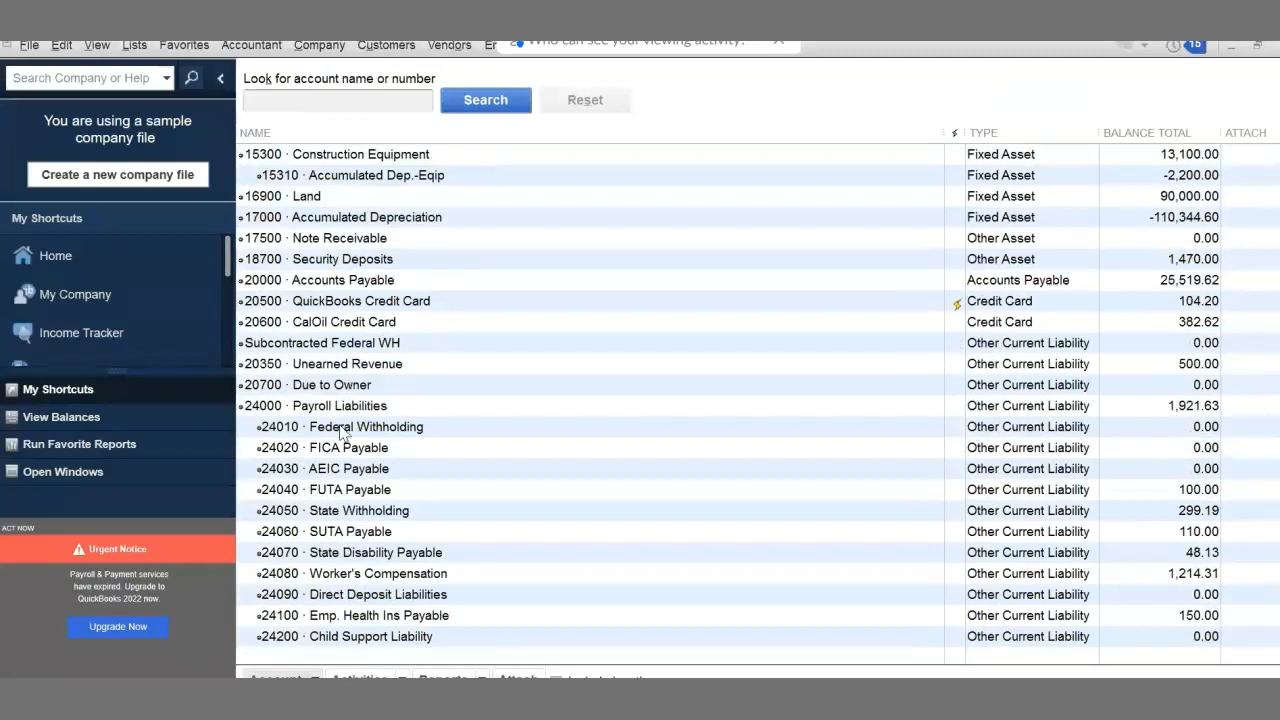 File Edit View Lists Favorites Accountant Company Customers Vendors
Who can see your viewing activity?
15
Search Company or Help
You are using a sample
company file
Create a new company file
My Shortcuts
Home
My Company
Income Tracker
My Shortcuts
View Balances
Run Favorite Reports
Open Windows
ACT NOW
Urgent Notice
Payroll & Payment services
have expired. Upgrade to
QuickBooks 2022 now.
Upgrade Now
Look for account name or number
Search Reset
NAME TYPE BALANCE TOTAL ATTACH
15300 · Construction Equipment Fixed Asset 13,100.00
15310 · Accumulated Dep.-Eqip Fixed Asset -2,200.00
16900 · Land Fixed Asset 90,000.00
17000 · Accumulated Depreciation Fixed Asset -110,344.60
17500 · Note Receivable Other Asset 0.00
18700 · Security Deposits Other Asset 1,470.00
20000 · Accounts Payable Accounts Payable 25,519.62
20500 · QuickBooks Credit Card Credit Card 104.20
20600 · CalOil Credit Card Credit Card 382.62
Subcontracted Federal WH Other Current Liability 0.00
20350 · Unearned Revenue Other Current Liability 500.00
20700 · Due to Owner Other Current Liability 0.00
24000 · Payroll Liabilities Other Current Liability 1,921.63
24010 · Federal Withholding Other Current Liability 0.00
24020 · FICA Payable Other Current Liability 0.00
24030 · AEIC Payable Other Current Liability 0.00
24040 · FUTA Payable Other Current Liability 100.00
24050 · State Withholding Other Current Liability 299.19
24060 · SUTA Payable Other Current Liability 110.00
24070 · State Disability Payable Other Current Liability 48.13
24080 · Worker's Compensation Other Current Liability 1,214.31
24090 · Direct Deposit Liabilities Other Current Liability 0.00
24100 · Emp. Health Ins Payable Other Current Liability 150.00
24200 · Child Support Liability Other Current Liability 0.00
Account Activities Reports Attach